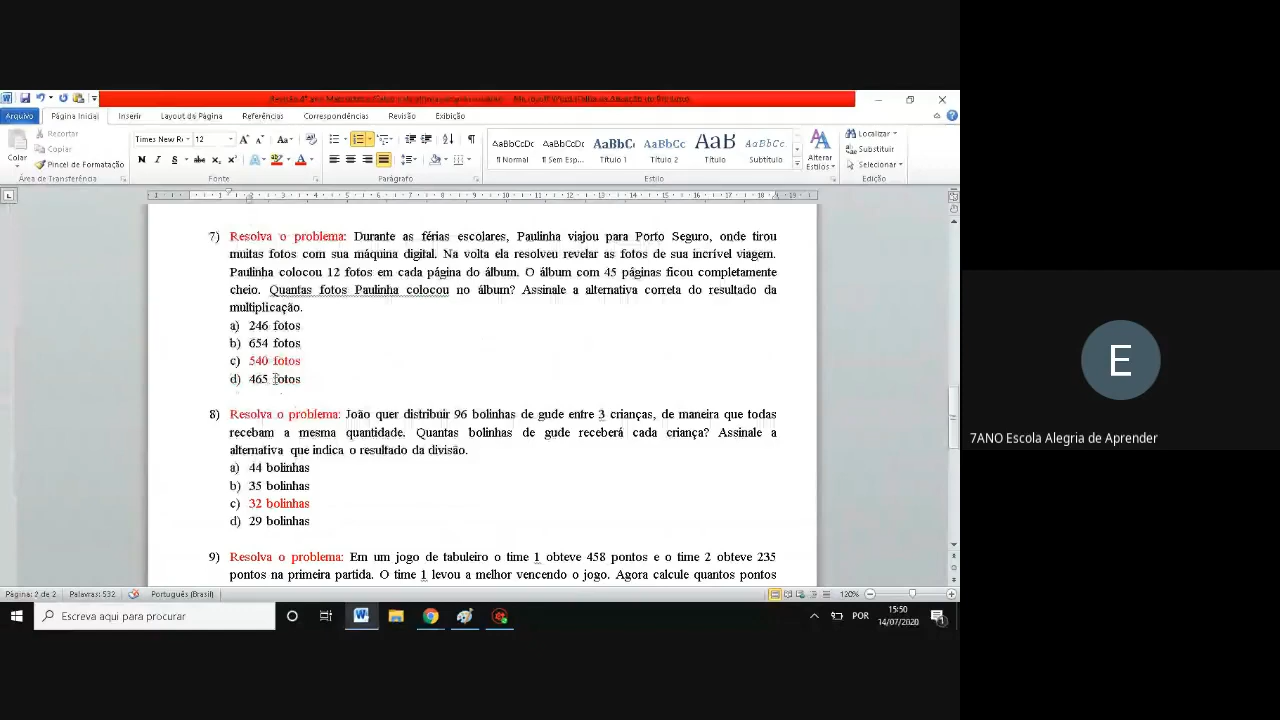 Arquivo Página Inicial Inserir Layout da Página Referências Correspondências Revisão Exibição
Colar
Recortar
Copiar
Pincel de Formatação
Área de Transferência
Times New R 12
N I S abc x₂ x²
Fonte
Parágrafo
AaBbCcDc AaBbCcDc AaBbC AaBbCc AaB AaBbCc
¶ Normal ¶ Sem Esp... Título 1 Título 2 Título Subtítulo
Alterar
Estilos
Estilo
Localizar
Substituir
Selecionar
Edição
7) Resolva o problema: Durante as férias escolares, Paulinha viajou para Porto Seguro, onde tirou
muitas fotos com sua máquina digital. Na volta ela resolveu revelar as fotos de sua incrível viagem.
Paulinha colocou 12 fotos em cada página do álbum. O álbum com 45 páginas ficou completamente
cheio. Quantas fotos Paulinha colocou no álbum? Assinale a alternativa correta do resultado da
multiplicação.
a) 246 fotos
b) 654 fotos
c) 540 fotos
d) 465 fotos
8) Resolva o problema: João quer distribuir 96 bolinhas de gude entre 3 crianças, de maneira que todas
recebam a mesma quantidade. Quantas bolinhas de gude receberá cada criança? Assinale a
alternativa que indica o resultado da divisão.
a) 44 bolinhas
b) 35 bolinhas
c) 32 bolinhas
d) 29 bolinhas
9) Resolva o problema: Em um jogo de tabuleiro o time 1 obteve 458 pontos e o time 2 obteve 235
pontos na primeira partida. O time 1 levou a melhor vencendo o jogo. Agora calcule quantos pontos
Página: 2 de 2 Palavras: 532 Português (Brasil) 120%
Escreva aqui para pesquisar
POR
15:50
14/07/2020
E
7ANO Escola Alegria de Aprender